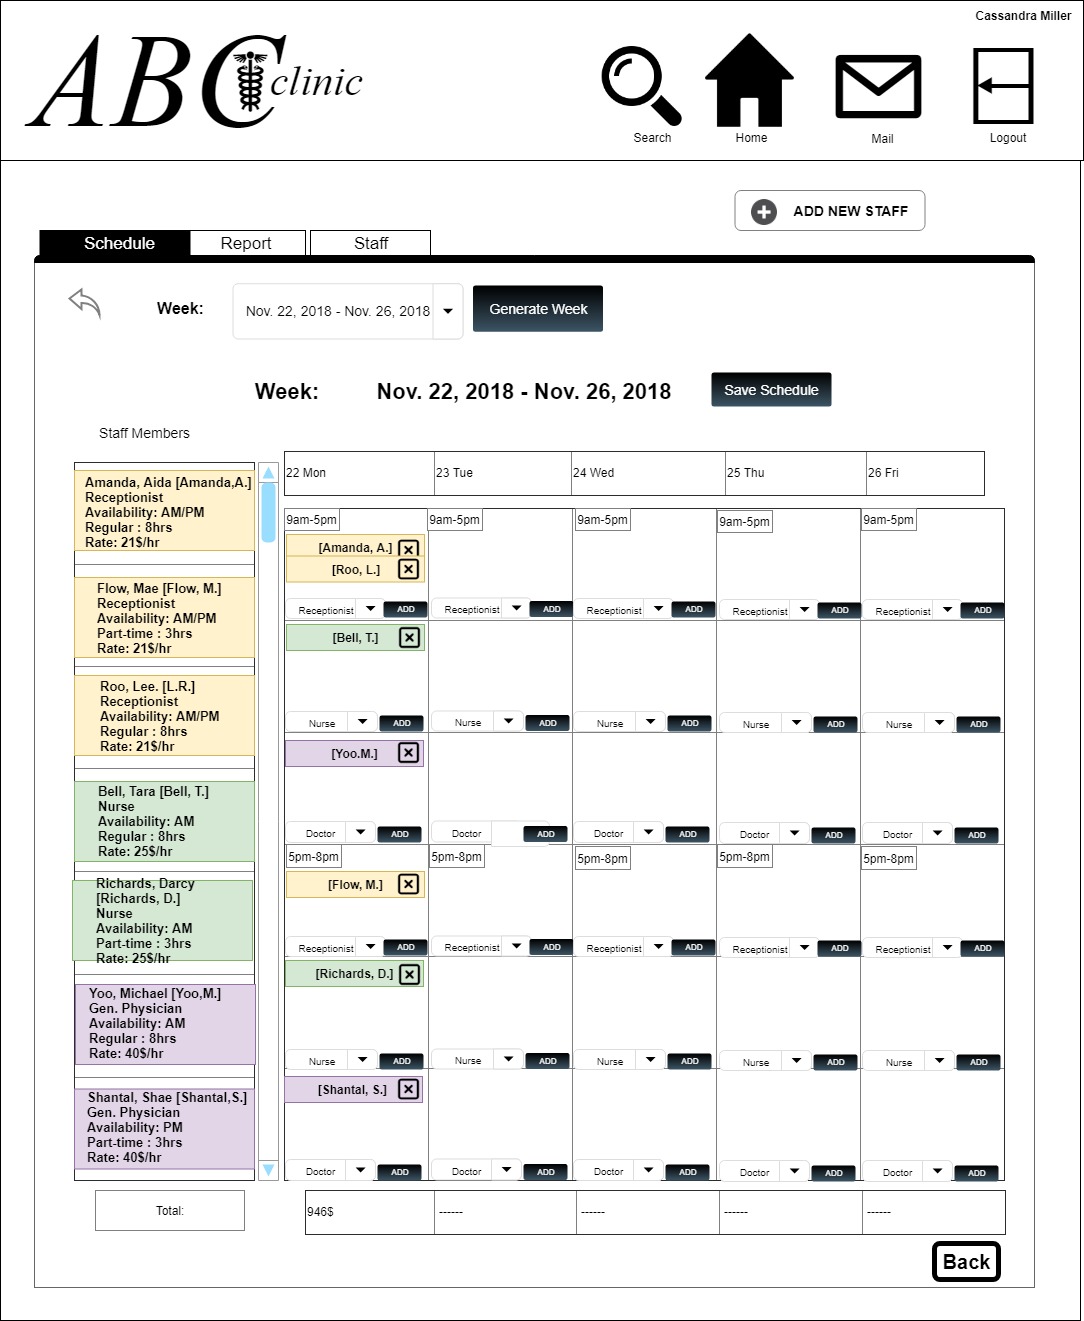 Cassandra Miller
ABC clinic
Search
Home
Mail
Logout
ADD NEW STAFF
Schedule
Report
Staff
Week:
Nov. 22, 2018 - Nov. 26, 2018
Generate Week
Week:
Nov. 22, 2018 - Nov. 26, 2018
Save Schedule
Staff Members
Amanda, Aida [Amanda,A.]
Receptionist
Availability: AM/PM
Regular : 8hrs
Rate: 21$/hr
Flow, Mae [Flow, M.]
Receptionist
Availability: AM/PM
Part-time : 3hrs
Rate: 21$/hr
Roo, Lee. [L.R.]
Receptionist
Availability: AM/PM
Regular : 8hrs
Rate: 21$/hr
Bell, Tara [Bell, T.]
Nurse
Availability: AM
Regular : 8hrs
Rate: 25$/hr
Richards, Darcy
[Richards, D.]
Nurse
Availability: AM
Part-time : 3hrs
Rate: 25$/hr
Yoo, Michael [Yoo,M.]
Gen. Physician
Availability: AM
Regular : 8hrs
Rate: 40$/hr
Shantal, Shae [Shantal,S.]
Gen. Physician
Availability: PM
Part-time : 3hrs
Rate: 40$/hr
22 Mon 23 Tue 24 Wed 25 Thu 26 Fri
9am-5pm 9am-5pm 9am-5pm 9am-5pm 9am-5pm
[Amanda, A.]
[Roo, L.]
Receptionist ADD Receptionist ADD Receptionist ADD Receptionist ADD Receptionist ADD
[Bell, T.]
Nurse ADD Nurse ADD Nurse ADD Nurse ADD Nurse ADD
[Yoo.M.]
Doctor ADD Doctor ADD Doctor ADD Doctor ADD Doctor ADD
5pm-8pm 5pm-8pm 5pm-8pm 5pm-8pm 5pm-8pm
[Flow, M.]
Receptionist ADD Receptionist ADD Receptionist ADD Receptionist ADD Receptionist ADD
[Richards, D.]
Nurse ADD Nurse ADD Nurse ADD Nurse ADD Nurse ADD
[Shantal, S.]
Doctor ADD Doctor ADD Doctor ADD Doctor ADD Doctor ADD
Total: 946$ ------ ------ ------ ------
Back